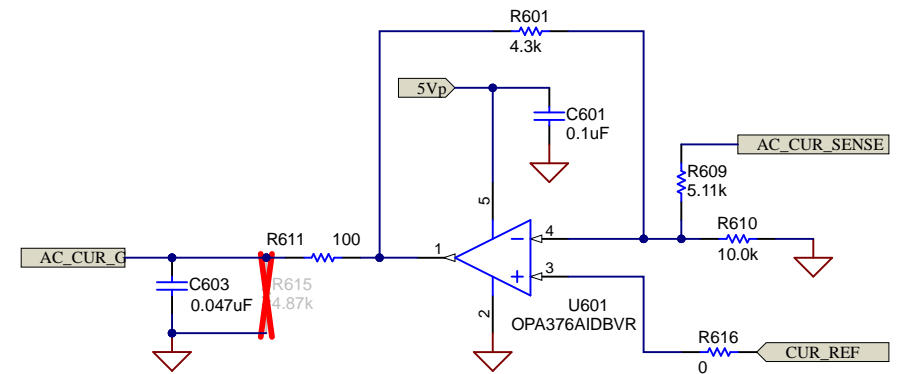 R601
4.3k
5Vp
C601
0.1uF
AC_CUR_SENSE
R609
5.11k
5
4
R610
10.0k
R611
100
1
AC_CUR_G
C603
0.047uF
R615
4.87k
3
2
U601
OPA376AIDBVR
R616
0
CUR_REF